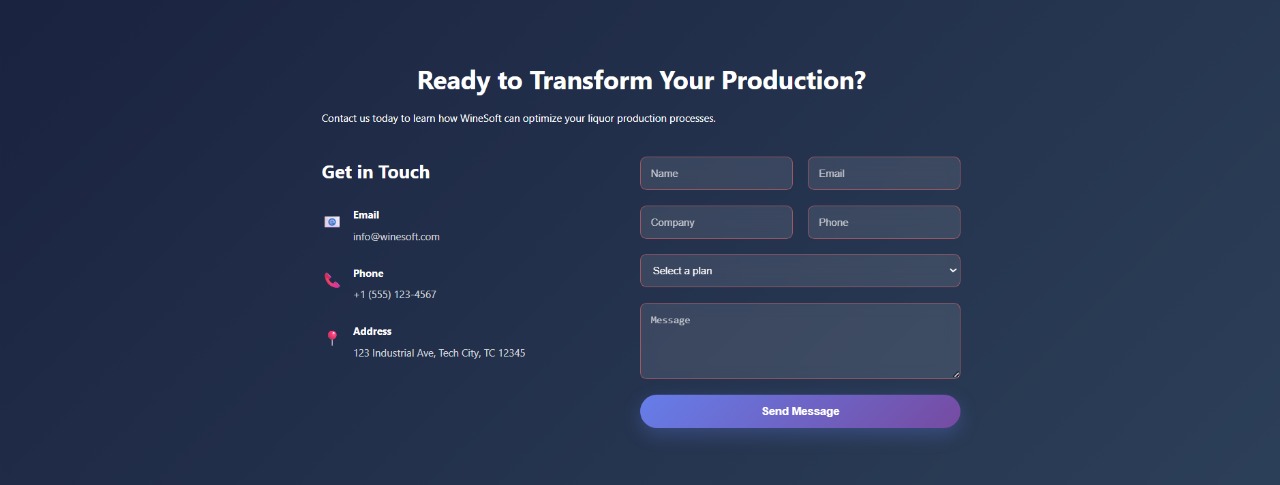 Ready to Transform Your Production?
Contact us today to learn how WineSoft can optimize your liquor production processes.
Get in Touch
Email
info@winesoft.com
Phone
+1 (555) 123-4567
Address
123 Industrial Ave, Tech City, TC 12345
Name
Email
Company
Phone
Select a plan
Message
Send Message